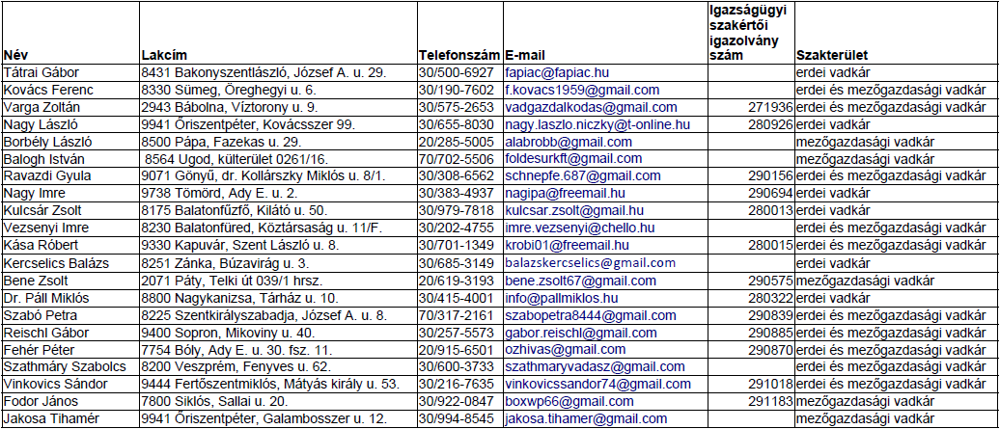 Név Lakcím Telefonszám E-mail Igazságügyi szakértői igazolvány szám Szakterület
Tátrai Gábor 8431 Bakonyszentlászló, József A. u. 29. 30/500-6927 fapiac@fapiac.hu erdei vadkár
Kovács Ferenc 8330 Sümeg, Öreghegyi u. 6. 30/190-7602 f.kovacs1959@gmail.com erdei és mezőgazdasági vadkár
Varga Zoltán 2943 Bábolna, Víztorony u. 9. 30/575-2653 vadgazdalkodas@gmail.com 271936 erdei és mezőgazdasági vadkár
Nagy László 9941 Őriszentpéter, Kovácsszer 99. 30/655-8030 nagy.laszlo.niczky@t-online.hu 280926 erdei vadkár
Borbély László 8500 Pápa, Fazekas u. 29. 20/285-5005 alabrobb@gmail.com mezőgazdasági vadkár
Balogh István 8564 Ugod, külterület 0261/16. 70/702-5506 foldesurkft@gmail.com mezőgazdasági vadkár
Ravazdi Gyula 9071 Gönyű, dr. Kollárszky Miklós u. 8/1. 30/308-6562 schnepfe.687@gmail.com 290156 erdei és mezőgazdasági vadkár
Nagy Imre 9738 Tömörd, Ady E. u. 2. 30/383-4937 nagipa@freemail.hu 290694 erdei és mezőgazdasági vadkár
Kulcsár Zsolt 8175 Balatonfűzfő, Kilátó u. 50. 30/979-7818 kulcsar.zsolt@gmail.hu 280013 erdei és mezőgazdasági vadkár
Vezsenyi Imre 8230 Balatonfüred, Köztársaság u. 11/F. 30/202-4755 imre.vezsenyi@chello.hu erdei és mezőgazdasági vadkár
Kása Róbert 9330 Kapuvár, Szent László u. 8. 30/701-1349 krobi01@freemail.hu 280015 erdei és mezőgazdasági vadkár
Kercselics Balázs 8251 Zánka, Búzavirág u. 3. 30/685-3149 balazskercselics@gmail.com erdei vadkár
Bene Zsolt 2071 Páty, Telki út 039/1 hrsz. 20/619-3193 bene.zsolt67@gmail.com 290575 mezőgazdasági vadkár
Dr. Páll Miklós 8800 Nagykanizsa, Tárház u. 10. 30/415-4001 info@pallmiklos.hu 280322 erdei vadkár
Szabó Petra 8225 Szentkirályszabadja, József A. u. 8. 70/317-2161 szabopetra8444@gmail.com 290839 erdei és mezőgazdasági vadkár
Reischl Gábor 9400 Sopron, Mikoviny u. 40. 30/257-5573 gabor.reischl@gmail.com 290885 erdei és mezőgazdasági vadkár
Fehér Péter 7754 Bóly, Ady E. u. 30. fsz. 11. 20/915-6501 ozhivas@gmail.com 290870 erdei és mezőgazdasági vadkár
Szathmáry Szabolcs 8200 Veszprém, Fenyves u. 62. 30/600-3733 szathmaryvadasz@gmail.com erdei és mezőgazdasági vadkár
Vinkovics Sándor 9444 Fertőszentmiklós, Mátyás király u. 53. 30/216-7635 vinkovicssandor74@gmail.com 291018 erdei és mezőgazdasági vadkár
Fodor János 7800 Siklós, Sallai u. 20. 30/922-0847 boxwp66@gmail.com 291183 mezőgazdasági vadkár
Jakosa Tihamér 9941 Őriszentpéter, Galambosszer u. 12. 30/994-8545 jakosa.tihamer@gmail.com mezőgazdasági vadkár